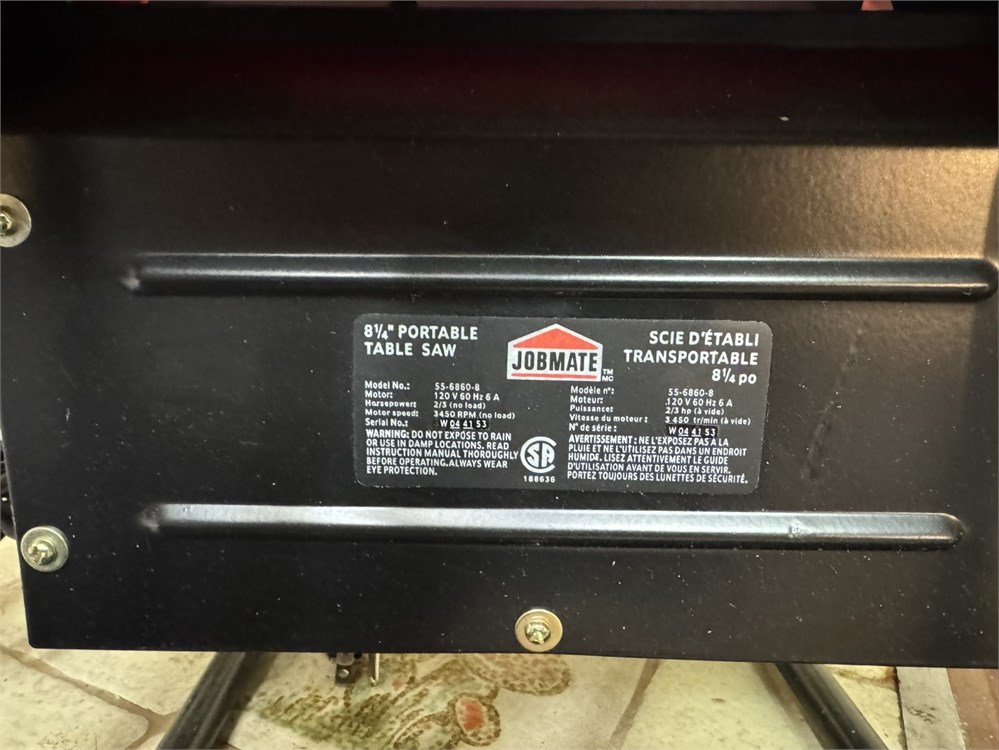 8¼" PORTABLE
TABLE SAW
Model No.: 55-6860-8
Motor: 120 V 60 Hz 6 A
Horsepower: 2/3 (no load)
Motor speed: 3450 RPM (no load)
Serial No.: W 04 41 53
WARNING: DO NOT EXPOSE TO RAIN
OR USE IN DAMP LOCATIONS. READ
INSTRUCTION MANUAL THOROUGHLY
BEFORE OPERATING. ALWAYS WEAR
EYE PROTECTION.
JOBMATE
TM
MC
SA
188636
SCIE D'ÉTABLI
TRANSPORTABLE
8¼ po
Modèle nº: 55-6860-8
Moteur: 120 V 60 Hz 6 A
Puissance: 2/3 hp (à vide)
Vitesse du moteur : 3 450 tr/min (à vide)
Nº de série : W 04 41 53
AVERTISSEMENT : NE L'EXPOSEZ PAS À LA
PLUIE ET NE L'UTILISEZ PAS DANS UN ENDROIT
HUMIDE. LISEZ ATTENTIVEMENT LE GUIDE
D'UTILISATION AVANT DE VOUS EN SERVIR.
PORTEZ TOUJOURS DES LUNETTES DE SÉCURITÉ.